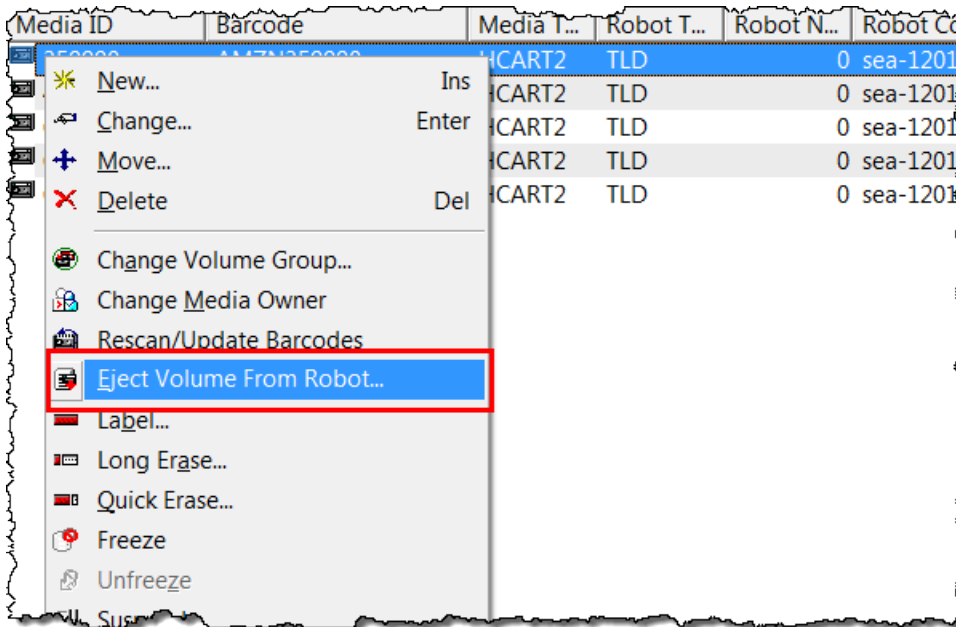 Media ID Barcode Media T... Robot T... Robot N... Robot Co
HCART2 TLD 0 sea-1201
New... Ins
HCART2 TLD 0 sea-1201
Change... Enter
HCART2 TLD 0 sea-1201
Move...
HCART2 TLD 0 sea-1201
Delete Del
HCART2 TLD 0 sea-1201
Change Volume Group...
Change Media Owner
Rescan/Update Barcodes
Eject Volume From Robot...
Label...
Long Erase...
Quick Erase...
Freeze
Unfreeze